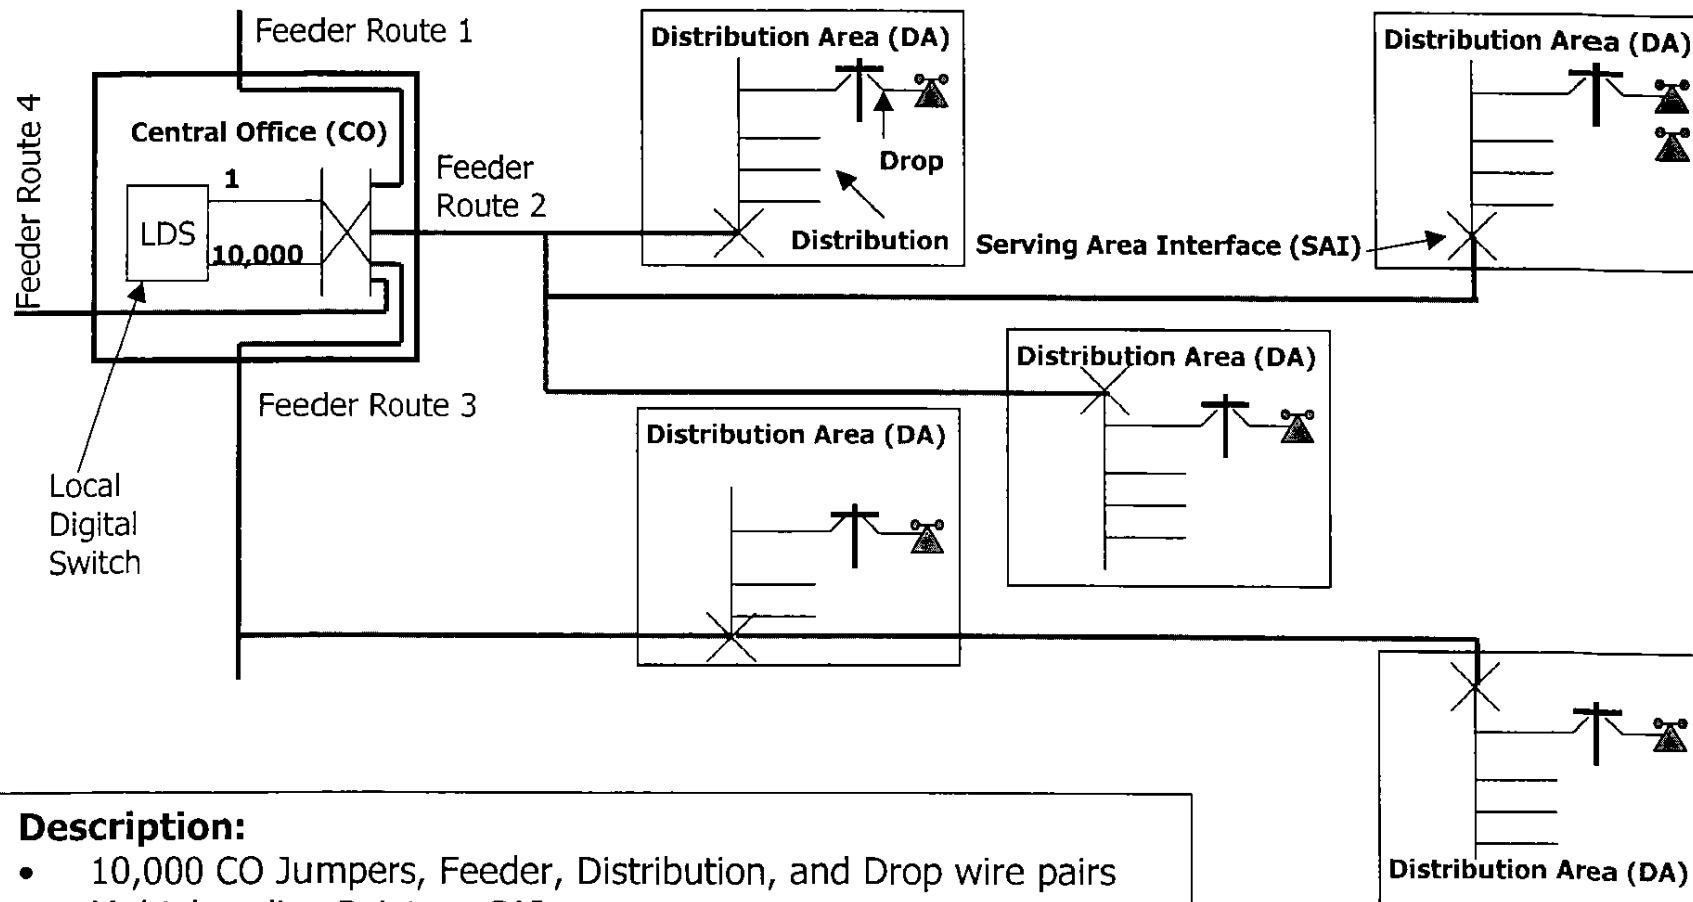 Feeder Route 1
Distribution Area (DA)
Distribution Area (DA)
Feeder Route 4
Central Office (CO)
Feeder
Route 2
Drop
1
LDS
10,000
Distribution
Serving Area Interface (SAI)
Distribution Area (DA)
Feeder Route 3
Distribution Area (DA)
Local
Digital
Switch
Description:
• 10,000 CO Jumpers, Feeder, Distribution, and Drop wire pairs
Distribution Area (DA)